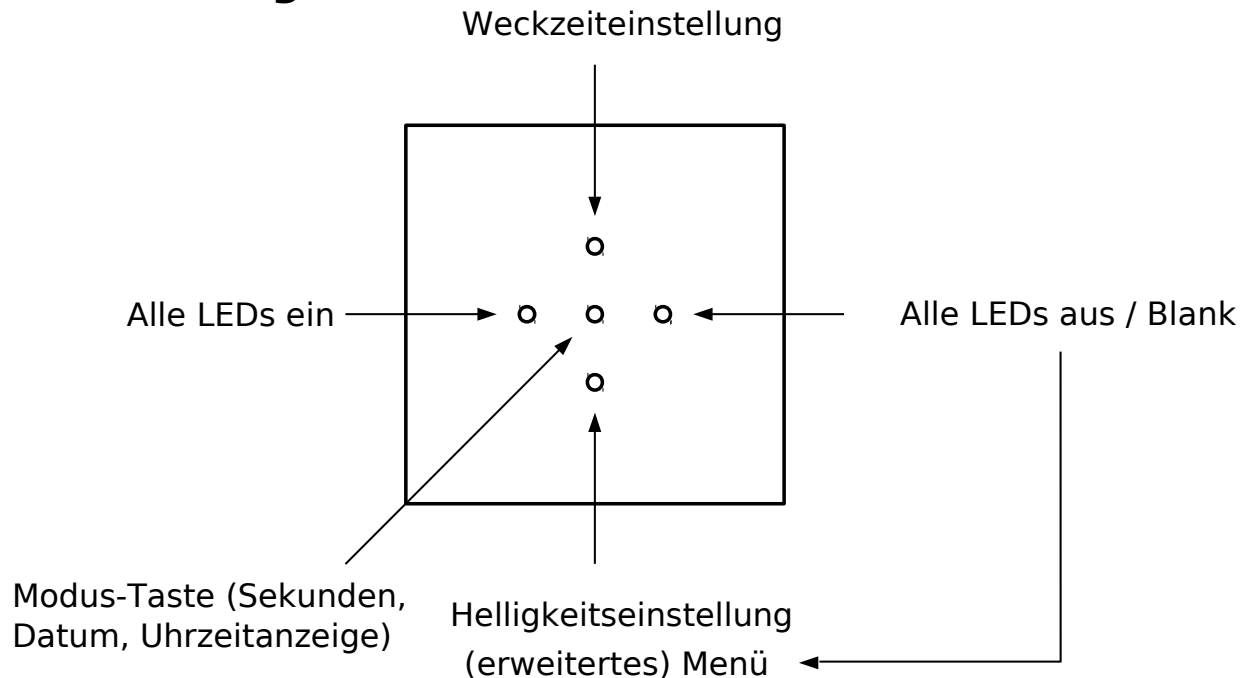 Weckzeiteinstellung
Alle LEDs ein
Alle LEDs aus / Blank
Modus-Taste (Sekunden,
Datum, Uhrzeitanzeige)
Helligkeitseinstellung
(erweitertes) Menü